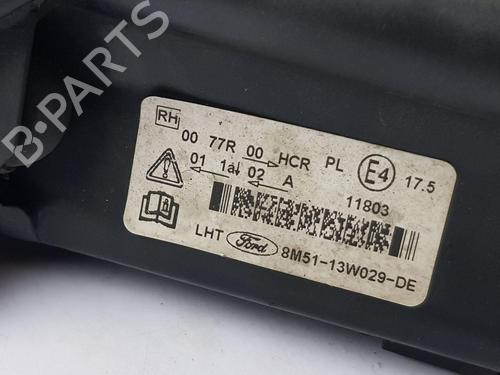 B-PARTS
RH
00 77R 00 HCR PL E4 17.5
01 1a 02 A
11803
LHT Ford 8M51-13W029-DE